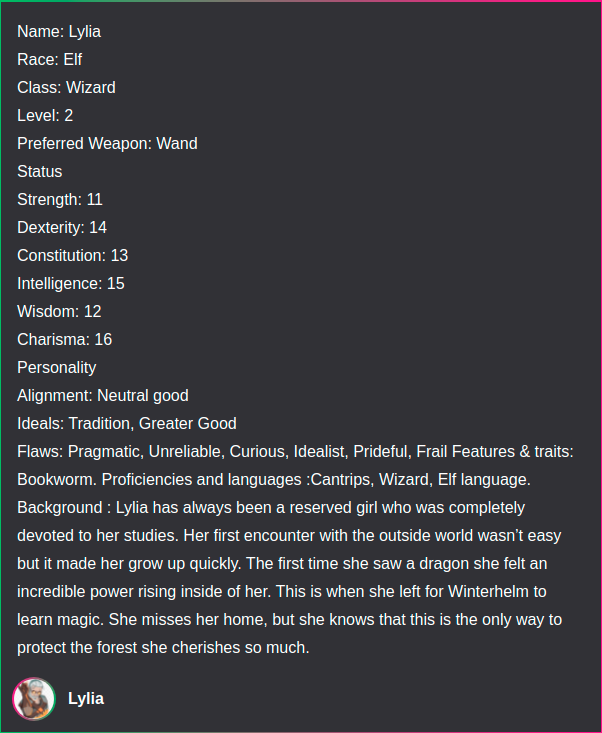 Name: Lylia
Race: Elf
Class: Wizard
Level: 2
Preferred Weapon: Wand
Status
Strength: 11
Dexterity: 14
Constitution: 13
Intelligence: 15
Wisdom: 12
Charisma: 16
Personality
Alignment: Neutral good
Ideals: Tradition, Greater Good
Flaws: Pragmatic, Unreliable, Curious, Idealist, Prideful, Frail Features & traits:
Bookworm. Proficiencies and languages :Cantrips, Wizard, Elf language.
Background : Lylia has always been a reserved girl who was completely
devoted to her studies. Her first encounter with the outside world wasn’t easy
but it made her grow up quickly. The first time she saw a dragon she felt an
incredible power rising inside of her. This is when she left for Winterhelm to
learn magic. She misses her home, but she knows that this is the only way to
protect the forest she cherishes so much.
Lylia